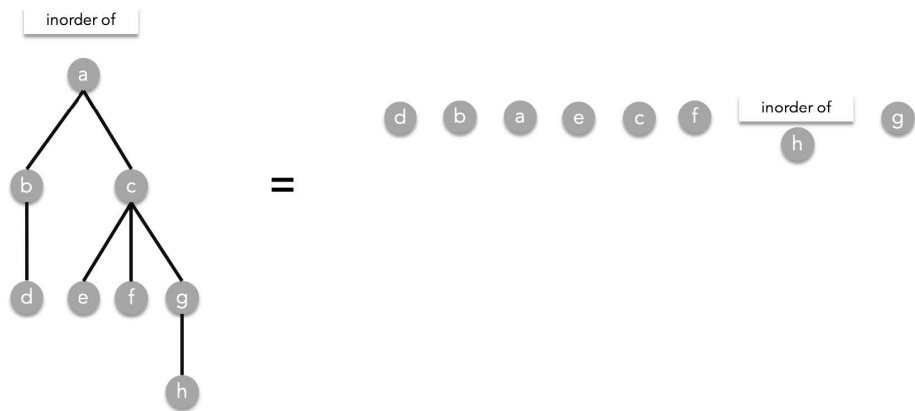 inorder of
a
d b a e c f inorder of g
h
b c
=
d e f g
h